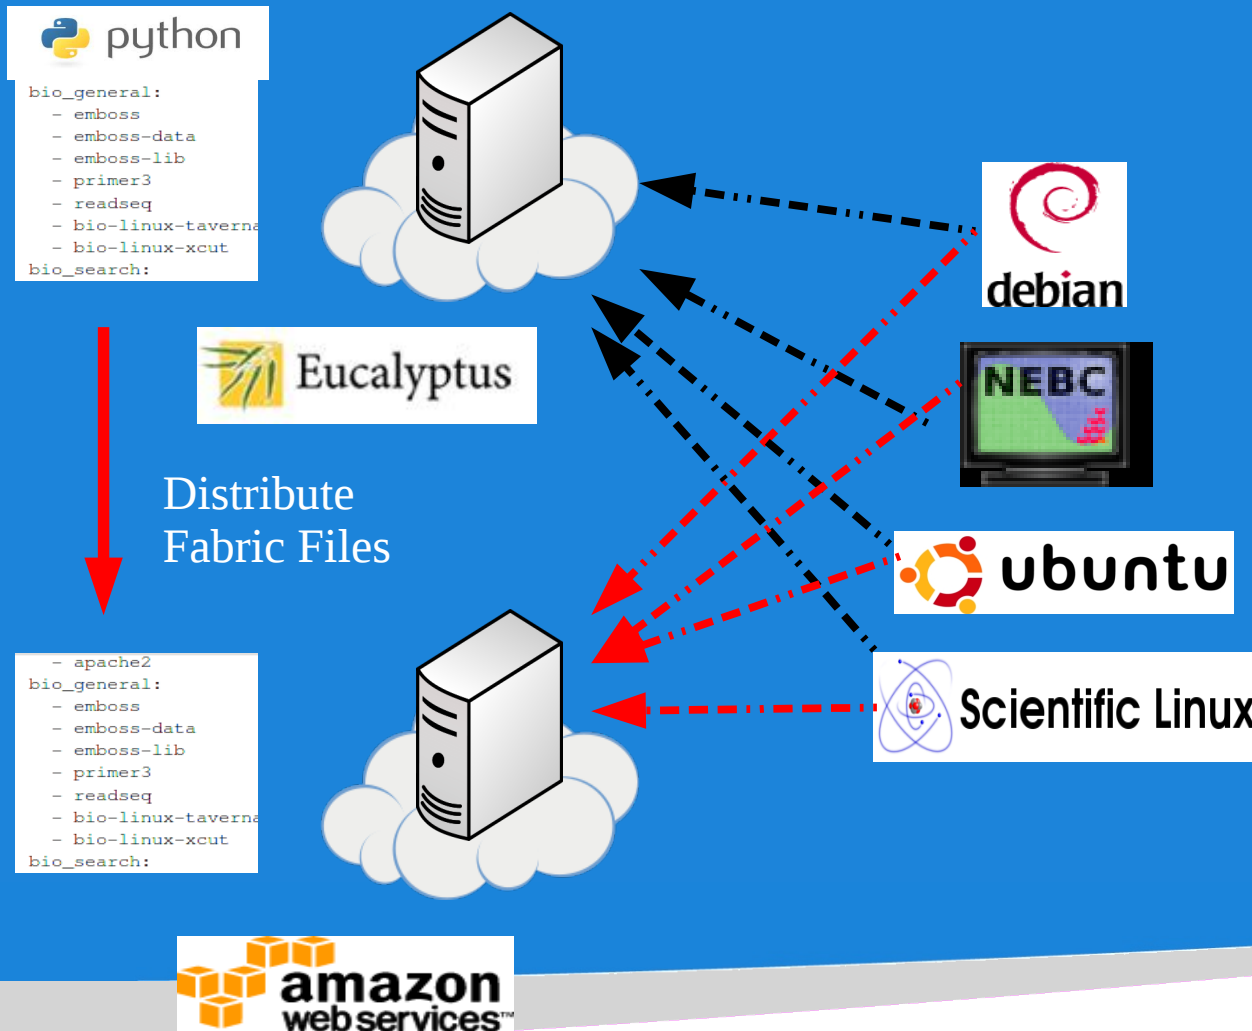 python
bio_general:
- emboss
- emboss-data
- emboss-lib
- primer3
- readseq
- bio-linux-taverna
- bio-linux-xcut
bio_search:
debian
Eucalyptus
NEBC
Distribute
Fabric Files
ubuntu
- apache2
bio_general:
- emboss
- emboss-data
- emboss-lib
- primer3
- readseq
- bio-linux-taverna
- bio-linux-xcut
bio_search:
Scientific Linux
amazon
web services™